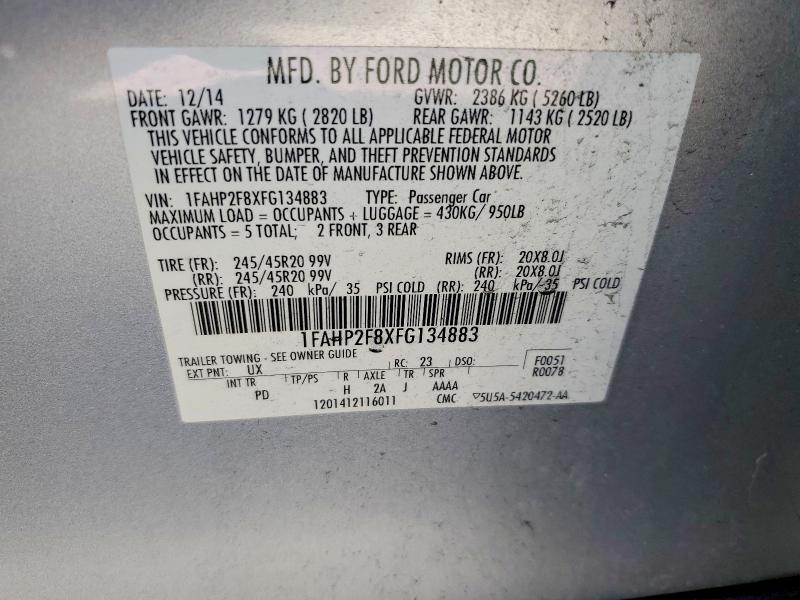 MFD. BY FORD MOTOR CO.
DATE: 12/14 GVWR: 2386 KG ( 5260 LB)
FRONT GAWR: 1279 KG ( 2820 LB) REAR GAWR: 1143 KG ( 2520 LB)
THIS VEHICLE CONFORMS TO ALL APPLICABLE FEDERAL MOTOR
VEHICLE SAFETY, BUMPER, AND THEFT PREVENTION STANDARDS
IN EFFECT ON THE DATE OF MANUFACTURE SHOWN ABOVE.
VIN: 1FAHP2F8XFG134883 TYPE: Passenger Car
MAXIMUM LOAD = OCCUPANTS + LUGGAGE = 430KG/ 950LB
OCCUPANTS = 5 TOTAL; 2 FRONT, 3 REAR
TIRE (FR): 245/45R20 99V RIMS (FR): 20X8.0J
(RR): 245/45R20 99V (RR): 20X8.0J
PRESSURE (FR): 240 kPa/ 35 PSI COLD (RR): 240 kPa/ 35 PSI COLD
1FAHP2F8XFG134883
TRAILER TOWING - SEE OWNER GUIDE
EXT PNT: UX RC: 23 DSO: F0051
R0078
INT TR TP/PS R AXLE TR SPR
PD H 2A J AAAA
1201412116011 CMC ▽5U5A-5420472-AA